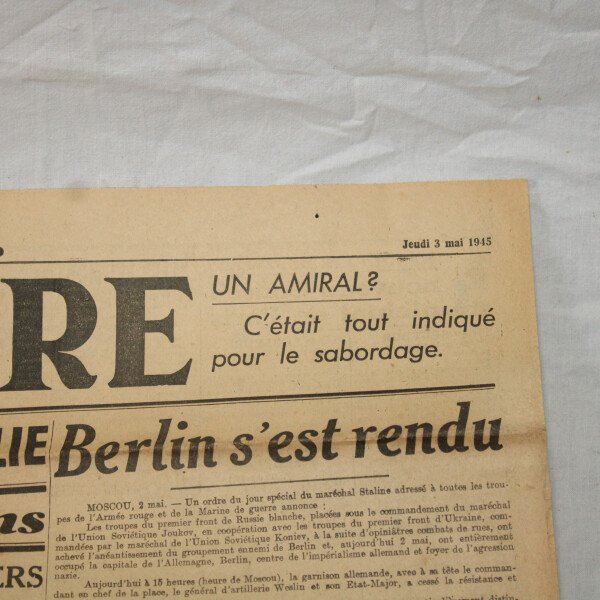 Jeudi 3 mai 1945
RE
UN AMIRAL?
C'était tout indiqué
pour le sabordage.
LIE
Berlin s'est rendu
ns
ERS
MOSCOU, 2 mai. — Un ordre du jour spécial du maréchal Staline adressé à toutes les trou-
pes de l'Armée rouge et de la Marine de guerre annonce :
Les troupes du premier front de Russie blanche, placées sous le commandement du maréchal
de l'Union Soviétique Joukov, en coopération avec les troupes du premier front d'Ukraine, com-
mandées par le maréchal de l'Union Soviétique Koniev, à la suite d'opiniâtres combats de rues, ont
achevé l'anéantissement du groupement ennemi de Berlin et, aujourd'hui 2 mai, ont entièrement
occupé la capitale de l'Allemagne, Berlin, centre de l'impérialisme allemand et foyer de l'agression
nazie.
Aujourd'hui à 15 heures (heure de Moscou), la garnison allemande, avec à sa tête le comman-
dant en chef de la place, le général d'artillerie Weslin et son Etat-Major, a cessé la résistance et